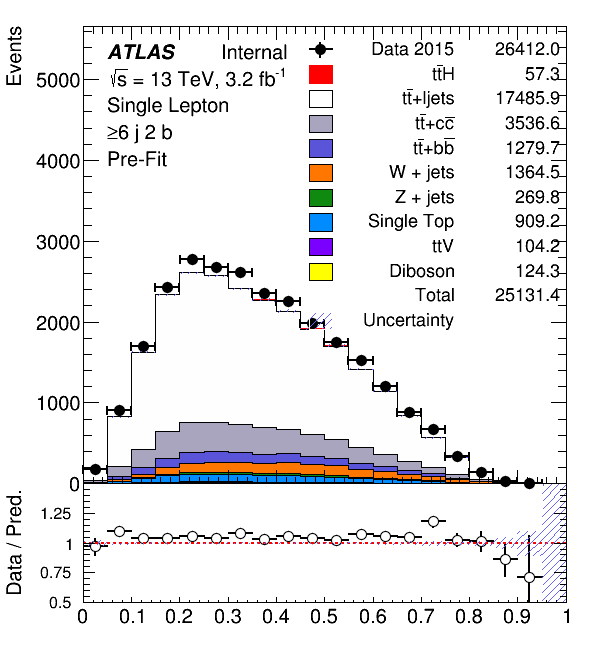 Events
ATLAS Internal
√s = 13 TeV, 3.2 fb⁻¹
Single Lepton
≥6 j 2 b
Pre-Fit
Data 2015 26412.0
tt̄H 57.3
tt̄+ljets 17485.9
tt̄+cc̄ 3536.6
tt̄+bb̄ 1279.7
W + jets 1364.5
Z + jets 269.8
Single Top 909.2
ttV 104.2
Diboson 124.3
Total 25131.4
Uncertainty
5000
4000
3000
2000
1000
0
Data / Pred.
1.25
1
0.75
0.5
0 0.1 0.2 0.3 0.4 0.5 0.6 0.7 0.8 0.9 1